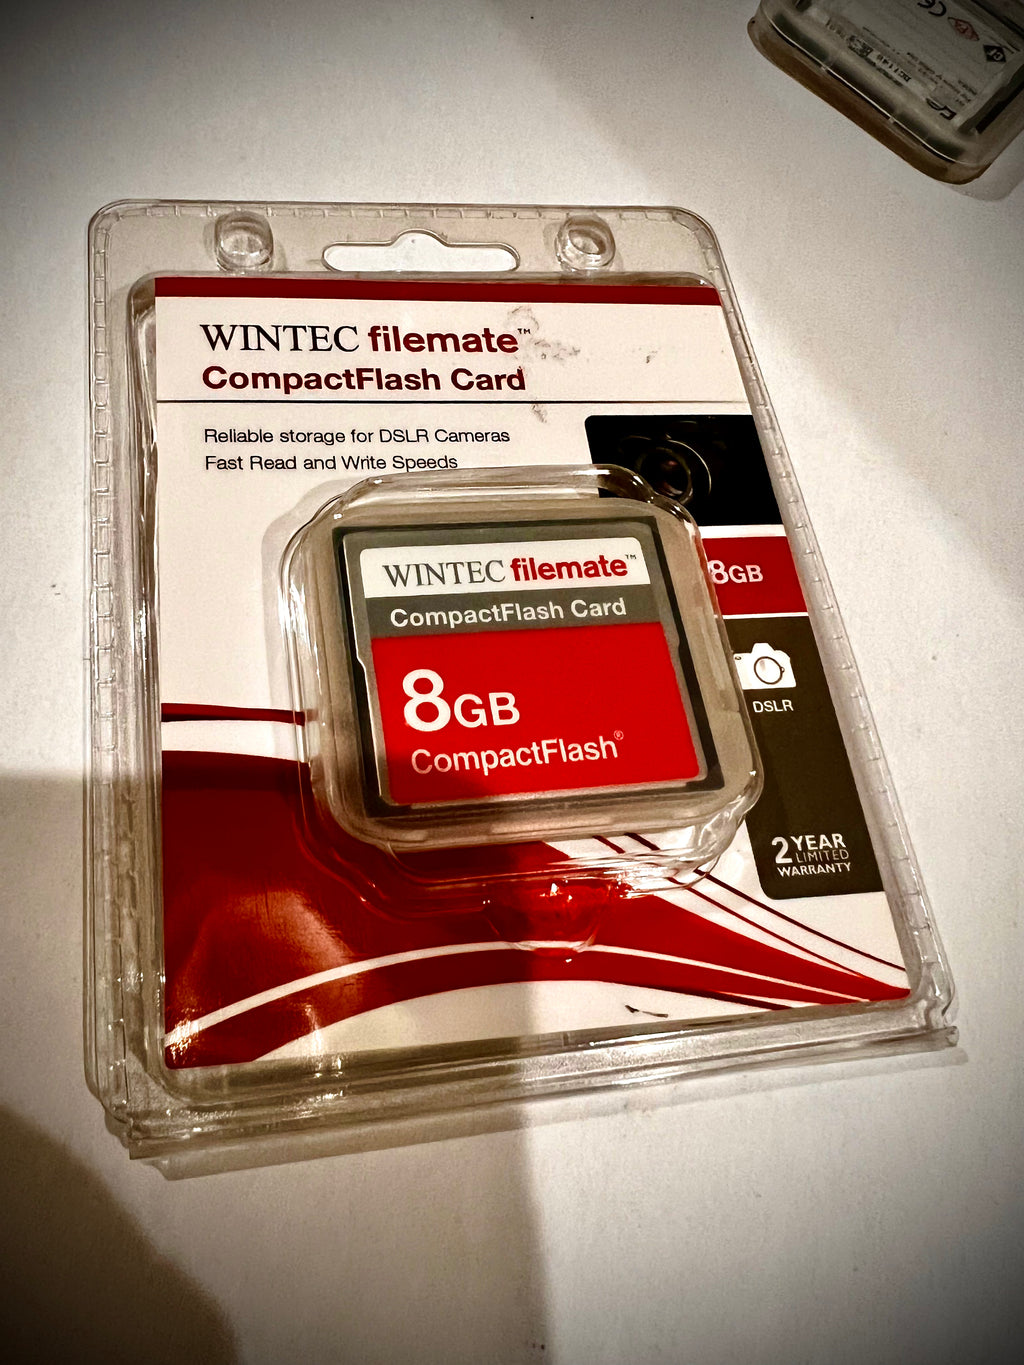 WINTEC filemate™
CompactFlash Card
Reliable storage for DSLR Cameras
Fast Read and Write Speeds
WINTEC filemate™
CompactFlash Card
8GB
CompactFlash®
8GB
DSLR
2 YEAR
LIMITED
WARRANTY